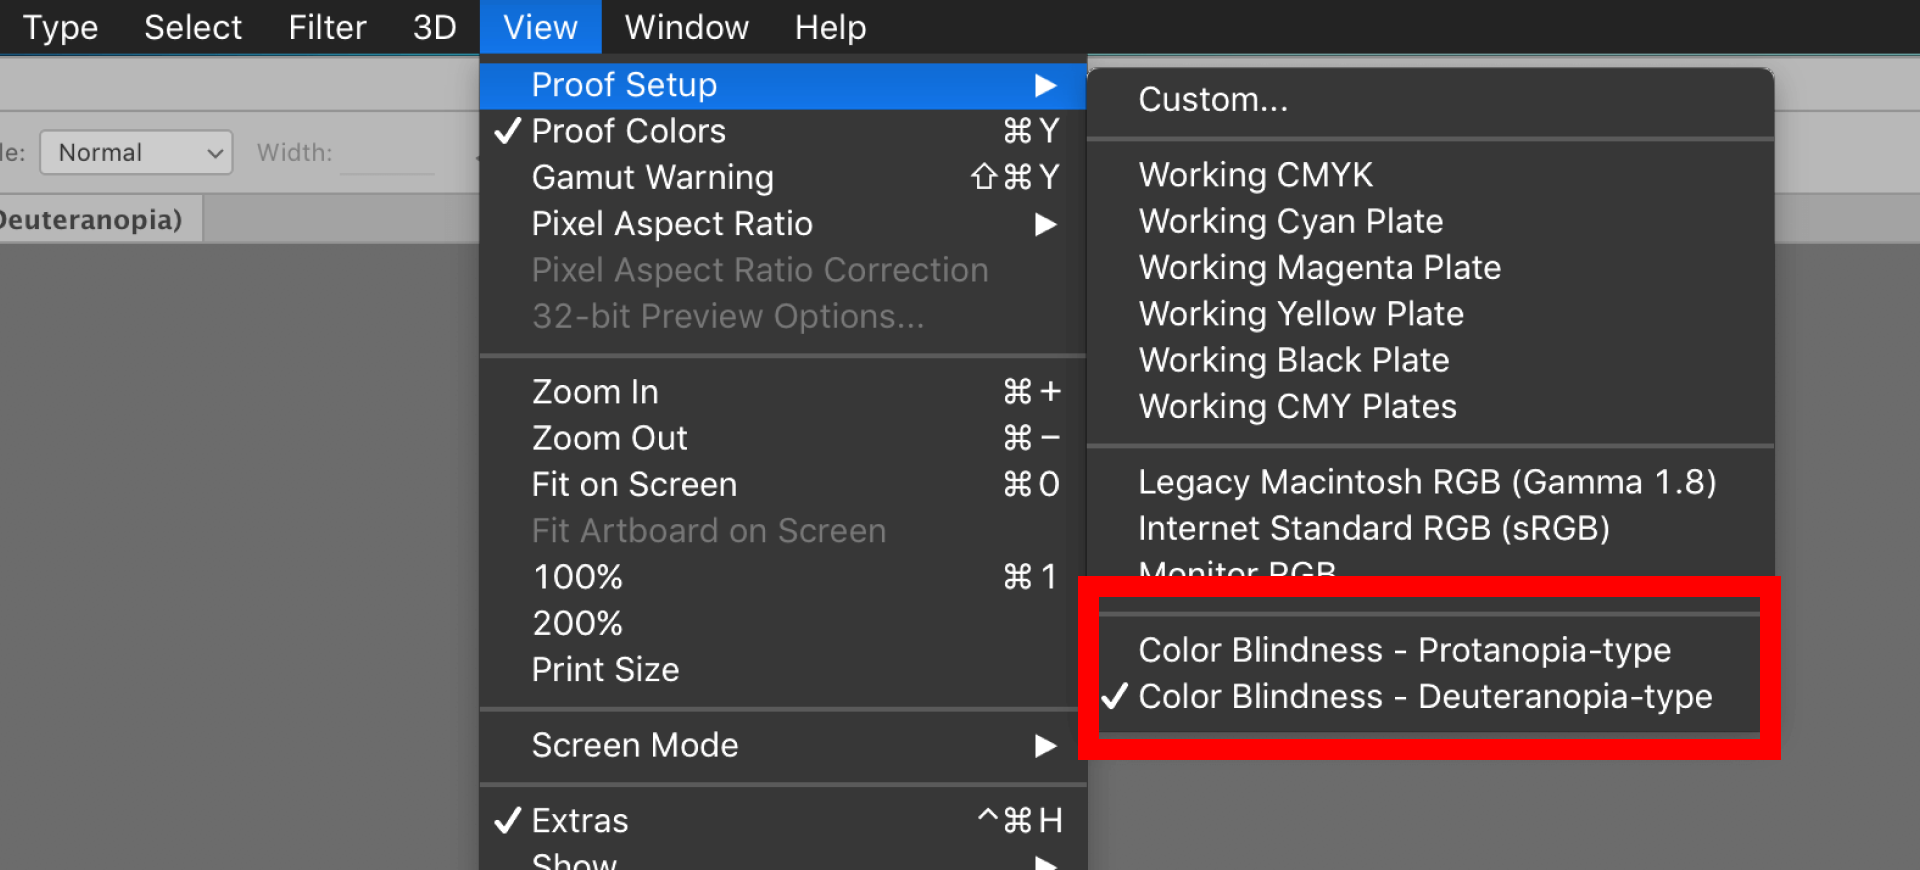 Type Select Filter 3D View Window Help
Normal Width:
Deuteranopia)
Proof Setup ▶
✓ Proof Colors ⌘ Y
Gamut Warning ⇧⌘ Y
Pixel Aspect Ratio ▶
Pixel Aspect Ratio Correction
32-bit Preview Options...
Zoom In ⌘ +
Zoom Out ⌘ −
Fit on Screen ⌘ 0
Fit Artboard on Screen
100% ⌘ 1
200%
Print Size
Screen Mode ▶
✓ Extras ^⌘ H
Show ▶
Custom...
Working CMYK
Working Cyan Plate
Working Magenta Plate
Working Yellow Plate
Working Black Plate
Working CMY Plates
Legacy Macintosh RGB (Gamma 1.8)
Internet Standard RGB (sRGB)
Monitor RGB
Color Blindness - Protanopia-type
✓ Color Blindness - Deuteranopia-type